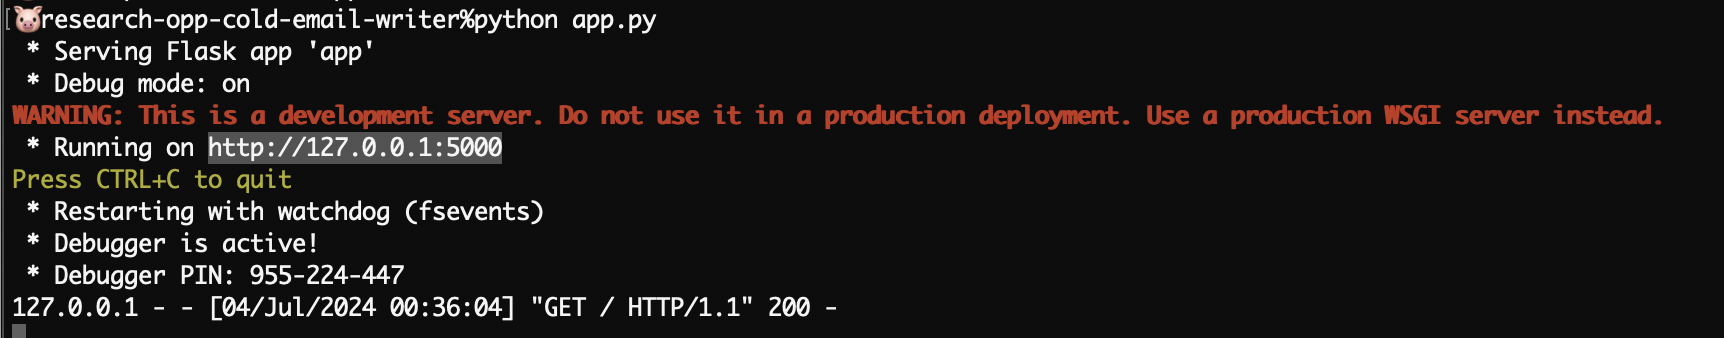 [🐷research-opp-cold-email-writer%python app.py
 * Serving Flask app 'app'
 * Debug mode: on
WARNING: This is a development server. Do not use it in a production deployment. Use a production WSGI server instead.
 * Running on http://127.0.0.1:5000
Press CTRL+C to quit
 * Restarting with watchdog (fsevents)
 * Debugger is active!
 * Debugger PIN: 955-224-447
127.0.0.1 - - [04/Jul/2024 00:36:04] "GET / HTTP/1.1" 200 -